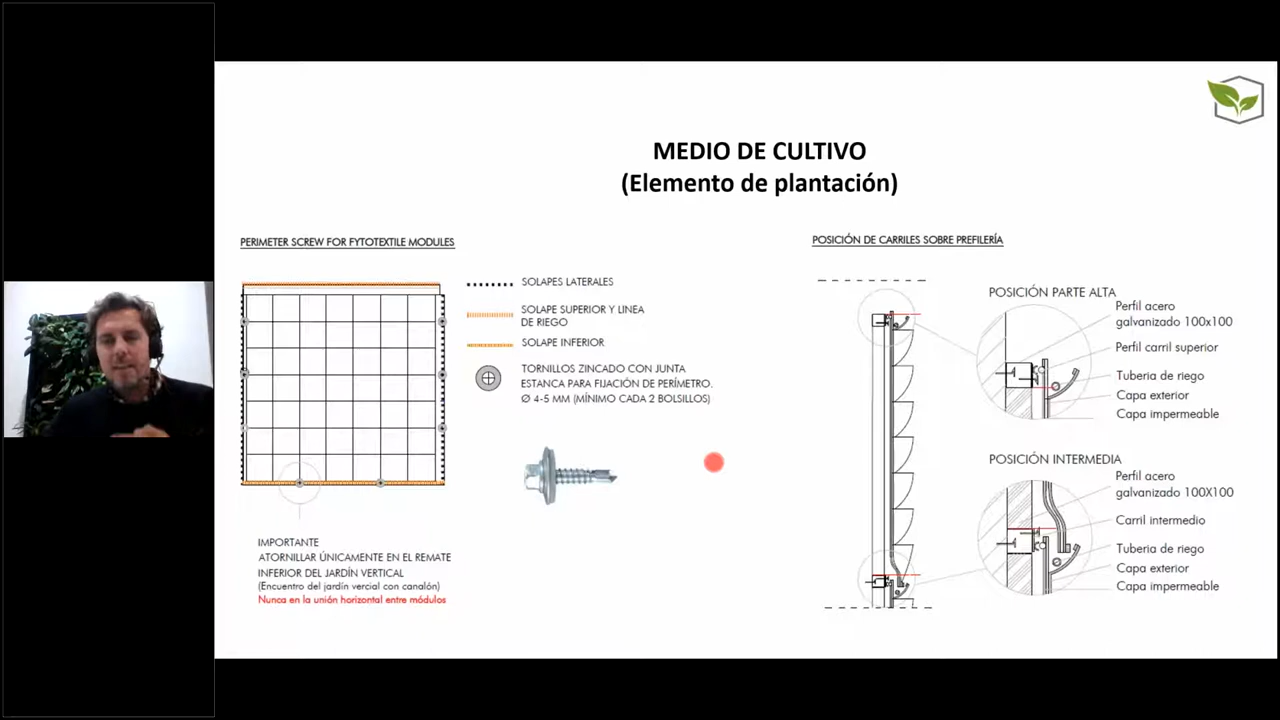 MEDIO DE CULTIVO
(Elemento de plantación)
PERIMETER SCREW FOR FYTOTEXTILE MODULES
SOLAPES LATERALES
SOLAPE SUPERIOR Y LINEA
DE RIEGO
SOLAPE INFERIOR
TORNILLOS ZINCADO CON JUNTA
ESTANCA PARA FIJACIÓN DE PERÍMETRO.
Ø 4-5 MM (MÍNIMO CADA 2 BOLSILLOS)
IMPORTANTE
ATORNILLAR ÚNICAMENTE EN EL REMATE
INFERIOR DEL JARDÍN VERTICAL
(Encuentro del jardín vercial con canalón)
Nunca en la unión horizontal entre módulos
POSICIÓN DE CARRILES SOBRE PREFILERÍA
POSICIÓN PARTE ALTA
Perfil acero
galvanizado 100x100
Perfil carril superior
Tuberia de riego
Capa exterior
Capa impermeable
POSICIÓN INTERMEDIA
Perfil acero
galvanizado 100X100
Carril intermedio
Tuberia de riego
Capa exterior
Capa impermeable